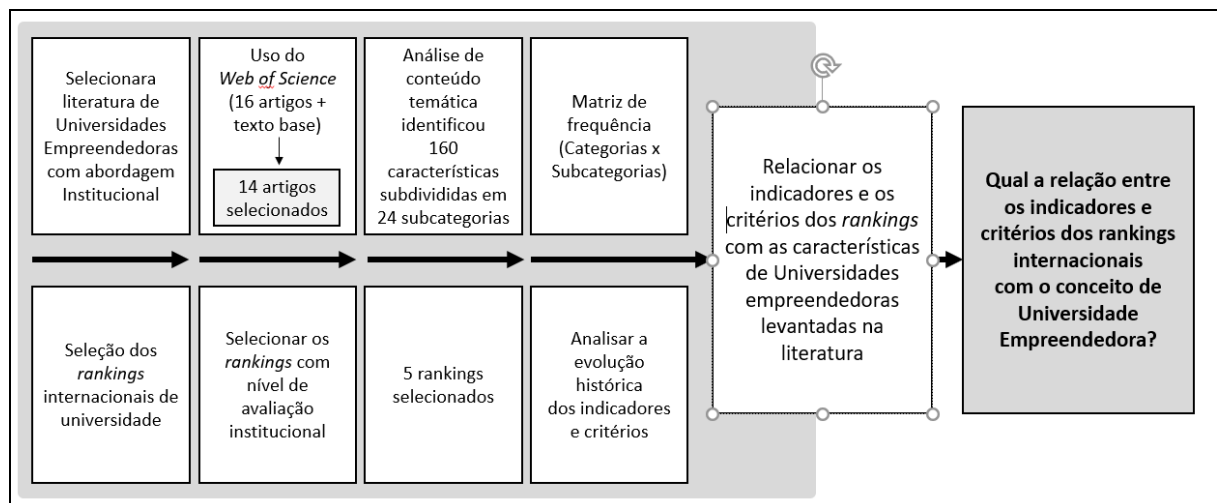 Selecionara
literatura de
Universidades
Empreendedoras
com abordagem
Institucional
Uso do
Web of Science
(16 artigos +
texto base)
14 artigos
selecionados
Análise de
conteúdo
temática
identificou
160
características
subdivididas em
24 subcategorias
Matriz de
frequência
(Categorias x
Subcategorias)
Seleção dos
rankings
internacionais de
universidade
Selecionar os
rankings com
nível de
avaliação
institucional
5 rankings
selecionados
Analisar a
evolução
histórica
dos indicadores
e critérios
Relacionar os
indicadores e os
critérios dos rankings
com as características
de Universidades
empreendedoras
levantadas na
literatura
Qual a relação entre
os indicadores e
critérios dos rankings
internacionais
com o conceito de
Universidade
Empreendedora?